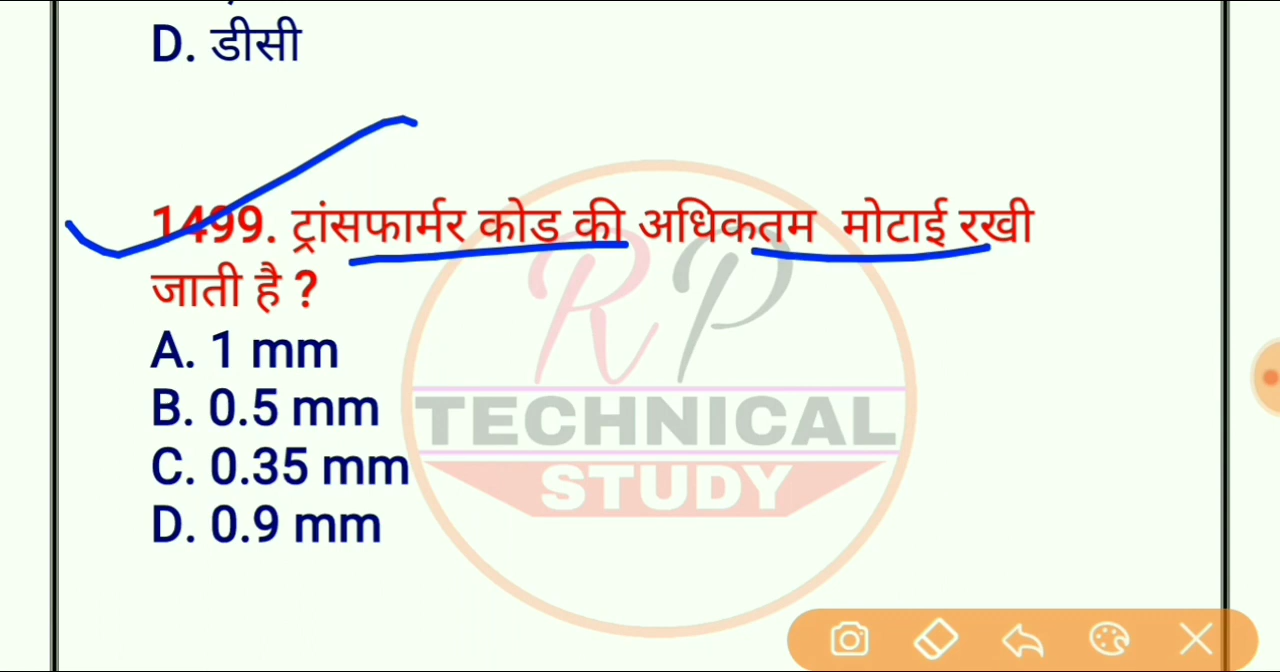 D. डीसी
1499. ट्रांसफार्मर कोड की अधिकतम मोटाई रखी
जाती है ?
A. 1 mm
B. 0.5 mm
C. 0.35 mm
D. 0.9 mm
RP
TECHNICAL
STUDY